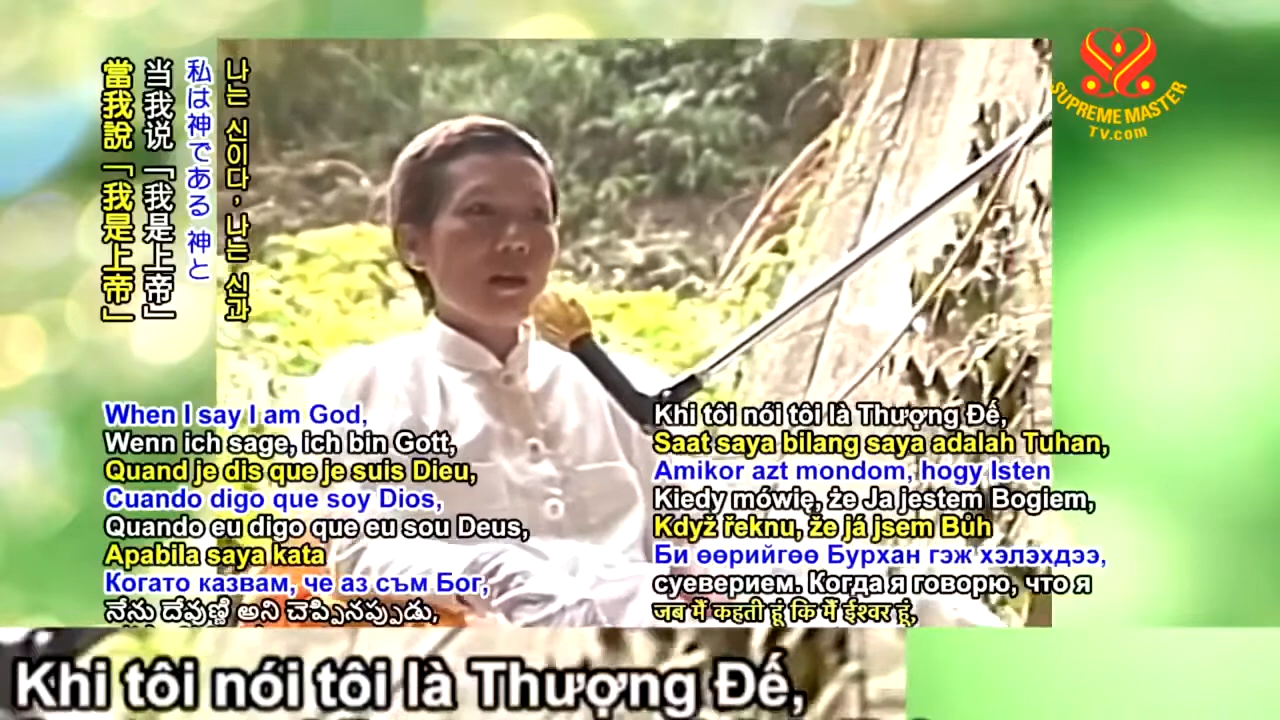 當我說「我是上帝」
当我说「我是上帝」
私は神である 神と
나는 신이다, 나는 신과
SUPREME MASTER
TV.com
When I say I am God,
Wenn ich sage, ich bin Gott,
Quand je dis que je suis Dieu,
Cuando digo que soy Dios,
Quando eu digo que eu sou Deus,
Apabila saya kata
Когато казвам, че аз съм Бог,
నేను దేవుణ్ణి అని చెప్పినప్పుడు,
Khi tôi nói tôi là Thượng Đế,
Saat saya bilang saya adalah Tuhan,
Amikor azt mondom, hogy Isten
Kiedy mówię, że Ja jestem Bogiem,
Když řeknu, že já jsem Bůh
Би өөрийгөө Бурхан гэж хэлэхдээ,
суеверием. Когда я говорю, что я
जब मैं कहती हूं कि मैं ईश्वर हूं,
Khi tôi nói tôi là Thượng Đế,